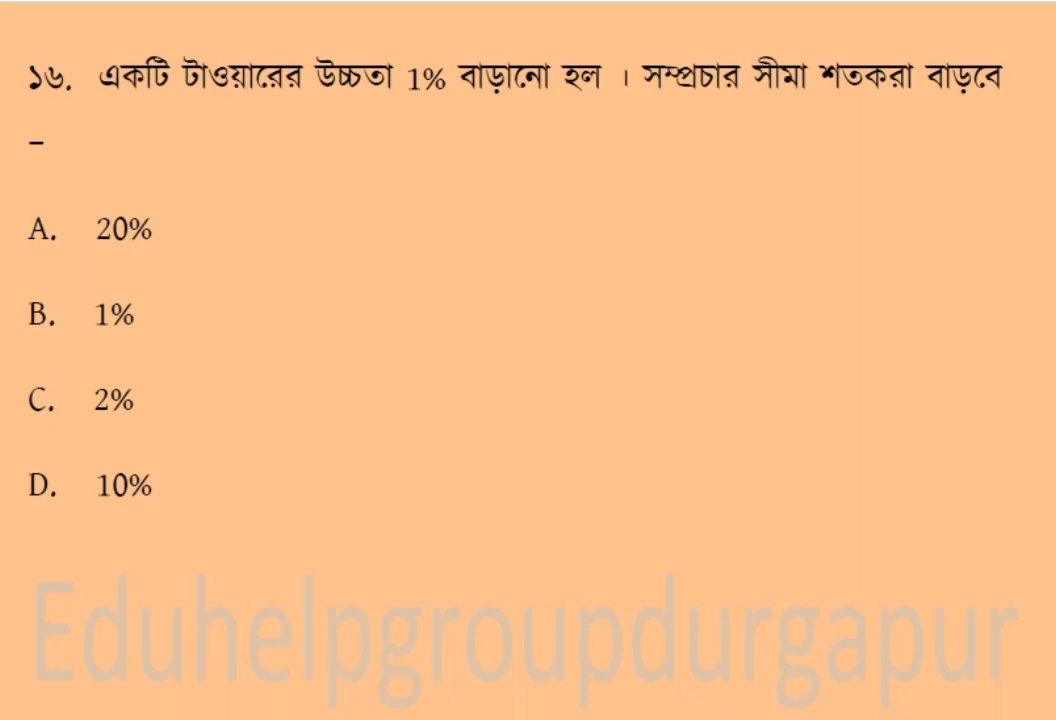 ১৬. একটি টাওয়ারের উচ্চতা 1% বাড়ানো হল । সম্প্রচার সীমা শতকরা বাড়বে
–
A. 20%
B. 1%
C. 2%
D. 10%
Eduhelpgroupdurgapur